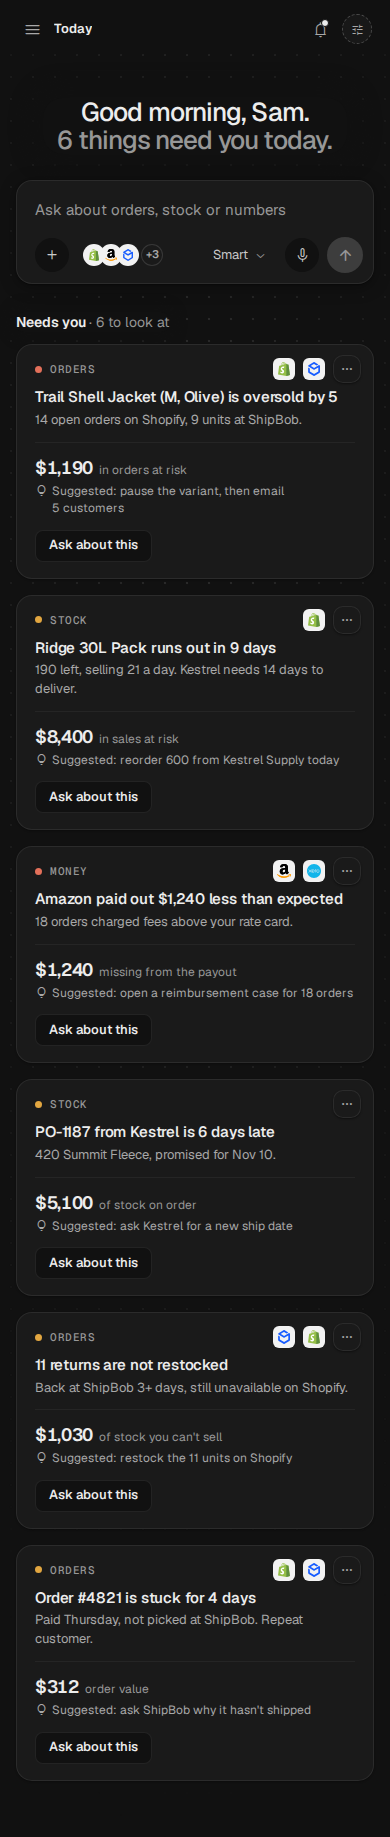 Today
Good morning, Sam.
6 things need you today.
Ask about orders, stock or numbers
+3
Smart
Needs you · 6 to look at
ORDERS
Trail Shell Jacket (M, Olive) is oversold by 5
14 open orders on Shopify, 9 units at ShipBob.
$1,190 in orders at risk
Suggested: pause the variant, then email
5 customers
Ask about this
STOCK
Ridge 30L Pack runs out in 9 days
190 left, selling 21 a day. Kestrel needs 14 days to
deliver.
$8,400 in sales at risk
Suggested: reorder 600 from Kestrel Supply today
Ask about this
MONEY
Amazon paid out $1,240 less than expected
18 orders charged fees above your rate card.
$1,240 missing from the payout
Suggested: open a reimbursement case for 18 orders
Ask about this
STOCK
PO-1187 from Kestrel is 6 days late
420 Summit Fleece, promised for Nov 10.
$5,100 of stock on order
Suggested: ask Kestrel for a new ship date
Ask about this
ORDERS
11 returns are not restocked
Back at ShipBob 3+ days, still unavailable on Shopify.
$1,030 of stock you can't sell
Suggested: restock the 11 units on Shopify
Ask about this
ORDERS
Order #4821 is stuck for 4 days
Paid Thursday, not picked at ShipBob. Repeat
customer.
$312 order value
Suggested: ask ShipBob why it hasn't shipped
Ask about this